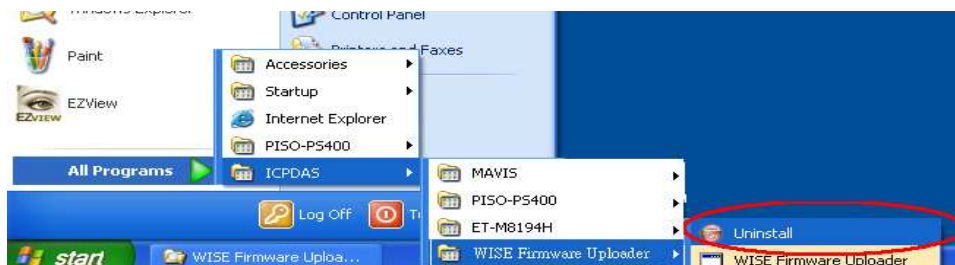 Windows Explorer
Control Panel
Printers and Faxes
Paint
EZView
EZVIEW
All Programs
Accessories
Startup
Internet Explorer
PISO-PS400
ICPDAS
MAVIS
PISO-PS400
ET-M8194H
WISE Firmware Uploader
Uninstall
WISE Firmware Uploader
Log Off
start
WISE Firmware Uploa...